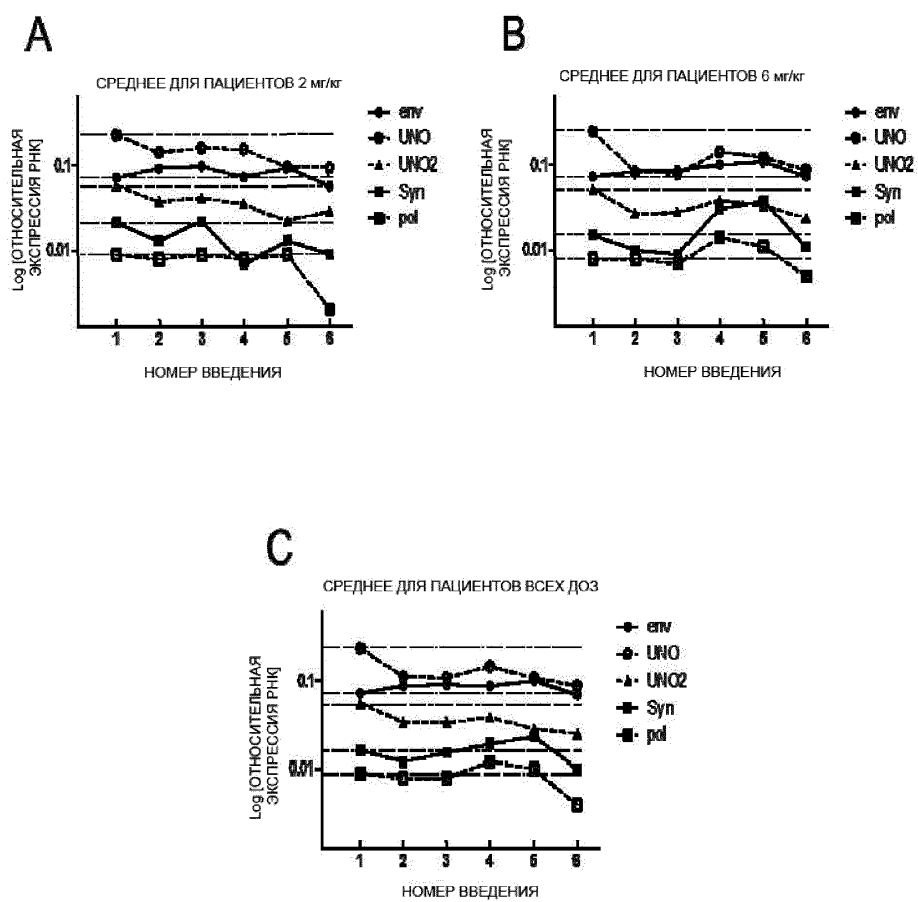 A
СРЕДНЕЕ ДЛЯ ПАЦИЕНТОВ 2 мг/кг
Log [ОТНОСИТЕЛЬНАЯ
ЭКСПРЕССИЯ РНК]
0.1
0.01
1 2 3 4 5 6
НОМЕР ВВЕДЕНИЯ
env
UNO
UNO2
Syn
pol
B
СРЕДНЕЕ ДЛЯ ПАЦИЕНТОВ 6 мг/кг
Log [ОТНОСИТЕЛЬНАЯ
ЭКСПРЕССИЯ РНК]
0.1
0.01
1 2 3 4 5 6
НОМЕР ВВЕДЕНИЯ
env
UNO
UNO2
Syn
pol
C
СРЕДНЕЕ ДЛЯ ПАЦИЕНТОВ ВСЕХ ДОЗ
Log [ОТНОСИТЕЛЬНАЯ
ЭКСПРЕССИЯ РНК]
0.1
0.01
1 2 3 4 5 6
НОМЕР ВВЕДЕНИЯ
env
UNO
UNO2
Syn
pol